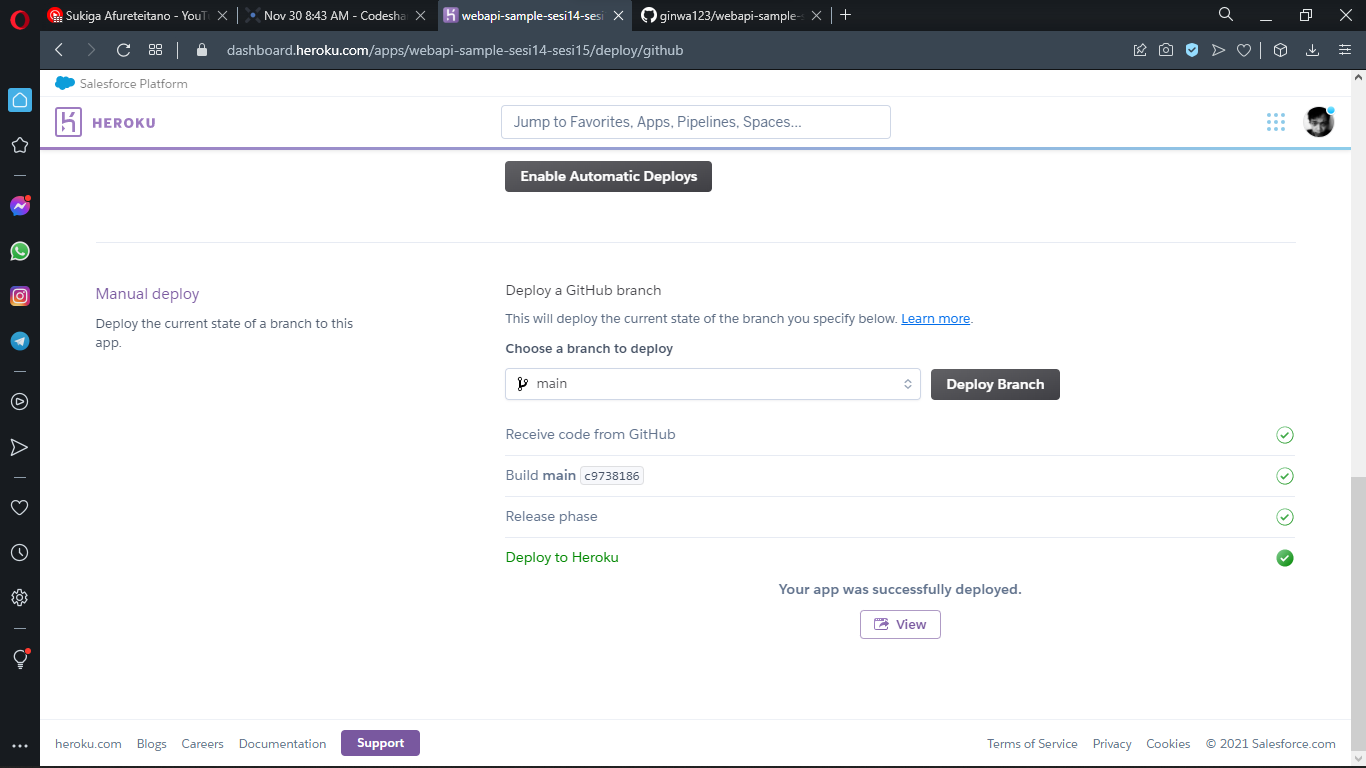 Sukiga Afureteitano - YouT
Nov 30 8:43 AM - Codesha
webapi-sample-sesi14-sesi
ginwa123/webapi-sample-s
dashboard.heroku.com/apps/webapi-sample-sesi14-sesi15/deploy/github
Salesforce Platform
HEROKU
Jump to Favorites, Apps, Pipelines, Spaces...
Enable Automatic Deploys
Manual deploy
Deploy the current state of a branch to this
app.
Deploy a GitHub branch
This will deploy the current state of the branch you specify below. Learn more.
Choose a branch to deploy
main
Deploy Branch
Receive code from GitHub
Build main c9738186
Release phase
Deploy to Heroku
Your app was successfully deployed.
View
heroku.com Blogs Careers Documentation Support
Terms of Service Privacy Cookies © 2021 Salesforce.com